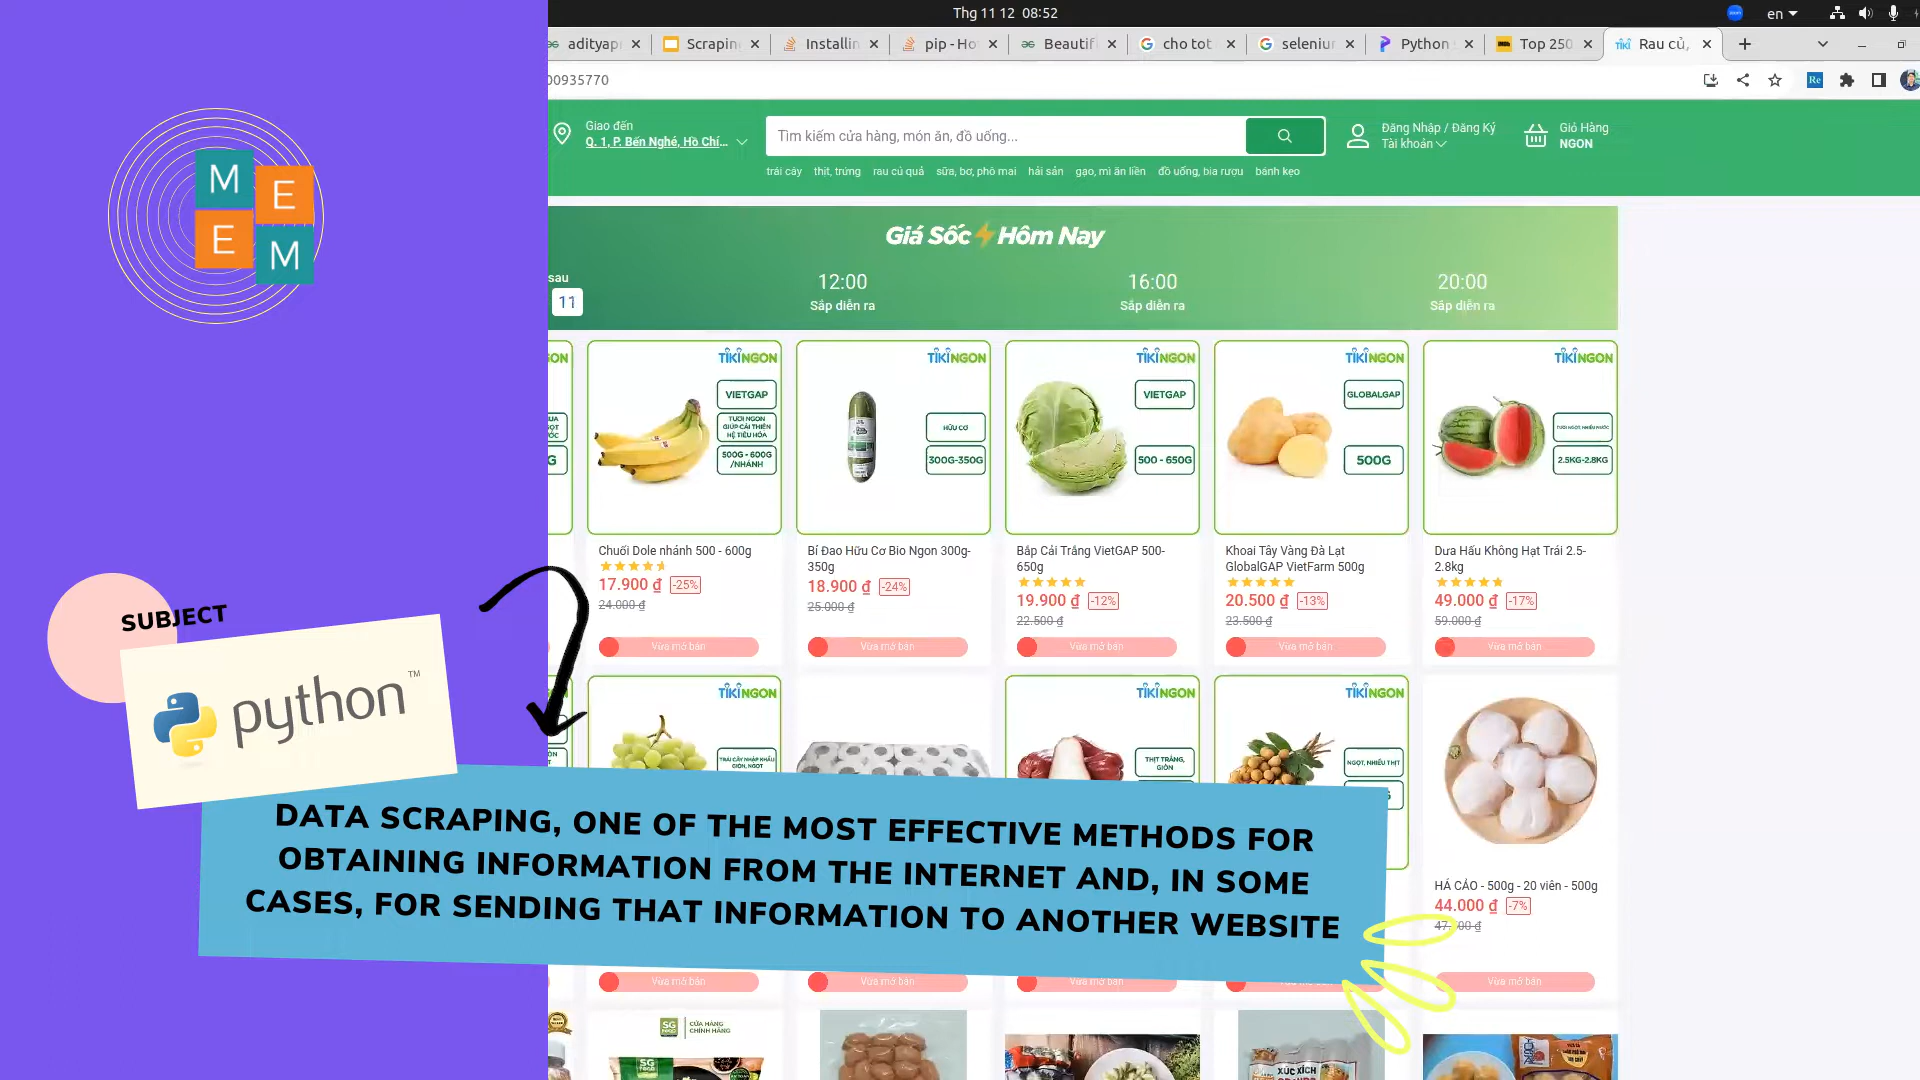 Thg 11 12 08:52
en
adityap
Scraping
Installin
pip - Ho
Beautif
cho tot
seleniu
Python
Top 250
TIKI
Rau củ,
00935770
Giao đến
Q. 1, P. Bến Nghé, Hồ Chí...
Tìm kiếm cửa hàng, món ăn, đồ uống...
Đăng Nhập / Đăng Ký
Tài khoản
Giỏ Hàng
NGON
trái cây thịt, trứng rau củ quả sữa, bơ, phô mai hải sản gạo, mì ăn liền đồ uống, bia rượu bánh kẹo
M
E
E
M
Giá Sốc Hôm Nay
sau
11
12:00
Sắp diễn ra
16:00
Sắp diễn ra
20:00
Sắp diễn ra
TIKINGON
VIETGAP
TƯƠI NGON
GIÚP CẢI THIỆN
HỆ TIÊU HÓA
500G - 600G
/NHÁNH
Chuối Dole nhánh 500 - 600g
17.900 ₫ -25%
24.000 ₫
Vừa mở bán
TIKINGON
HỮU CƠ
300G-350G
Bí Đao Hữu Cơ Bio Ngon 300g-
350g
18.900 ₫ -24%
25.000 ₫
Vừa mở bán
TIKINGON
VIETGAP
500 - 650G
Bắp Cải Trắng VietGAP 500-
650g
19.900 ₫ -12%
22.500 ₫
Vừa mở bán
TIKINGON
GLOBALGAP
500G
Khoai Tây Vàng Đà Lạt
GlobalGAP VietFarm 500g
20.500 ₫ -13%
23.500 ₫
Vừa mở bán
TIKINGON
TƯƠI NGỌT, NHIỀU NƯỚC
2.5KG-2.8KG
Dưa Hấu Không Hạt Trái 2.5-
2.8kg
49.000 ₫ -17%
59.000 ₫
Vừa mở bán
SUBJECT
python™
TIKINGON
TRÁI CÂY NHẬP KHẨU
GIÒN, NGỌT
TIKINGON
THỊT TRẮNG,
GIÒN
TIKINGON
NGỌT, NHIỀU THỊT
DATA SCRAPING, ONE OF THE MOST EFFECTIVE METHODS FOR
OBTAINING INFORMATION FROM THE INTERNET AND, IN SOME
CASES, FOR SENDING THAT INFORMATION TO ANOTHER WEBSITE
HÁ CẢO - 500g - 20 viên - 500g
44.000 ₫ -7%
Vừa mở bán
Vừa mở bán
Vừa mở bán
Vừa mở bán
SG FOOD
CỬA HÀNG
CHÍNH HÃNG
SG
XÚC XÍCH